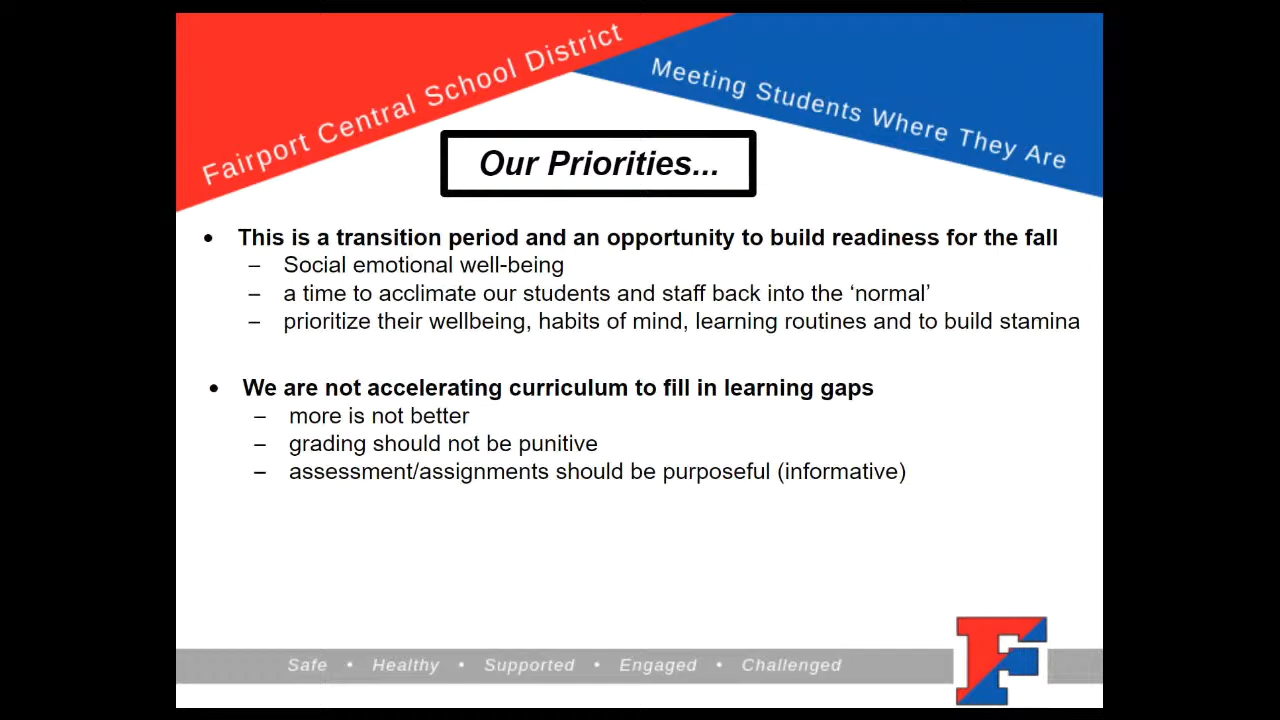 Fairport Central School District
Meeting Students Where They Are
Our Priorities...
• This is a transition period and an opportunity to build readiness for the fall
– Social emotional well-being
– a time to acclimate our students and staff back into the ‘normal’
– prioritize their wellbeing, habits of mind, learning routines and to build stamina
• We are not accelerating curriculum to fill in learning gaps
– more is not better
– grading should not be punitive
– assessment/assignments should be purposeful (informative)
Safe • Healthy • Supported • Engaged • Challenged
F